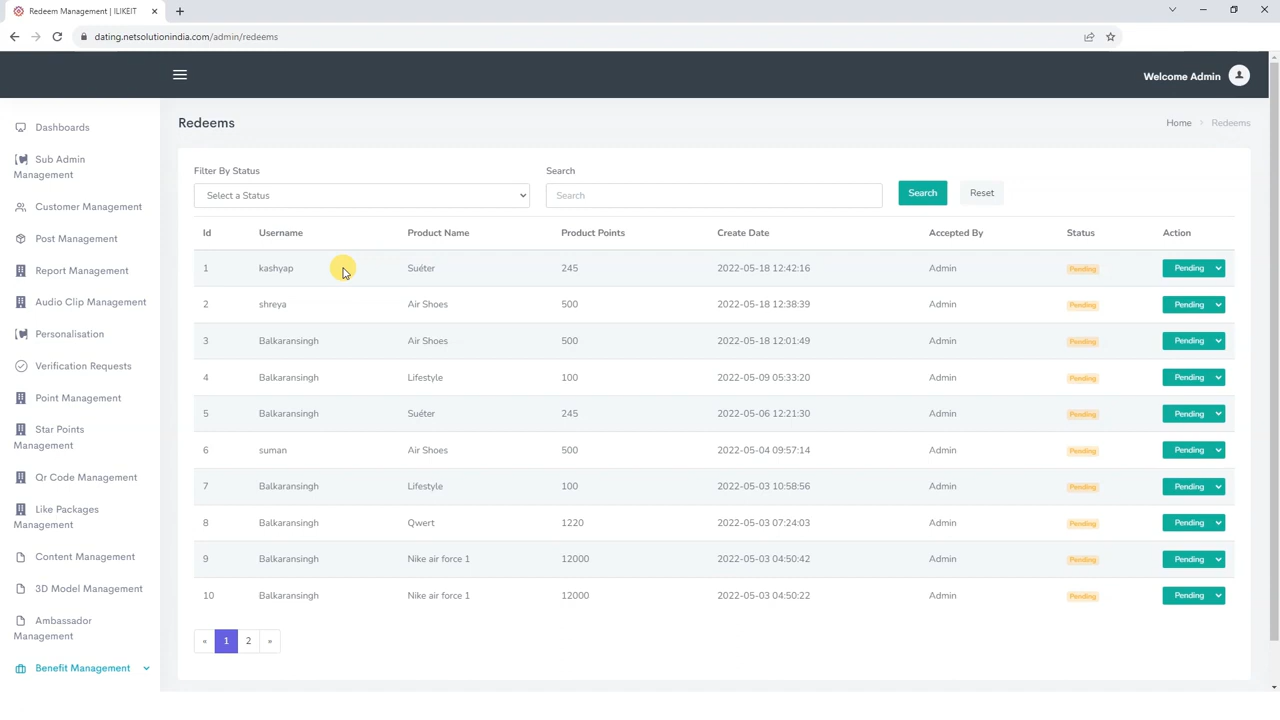 Redeem Management | ILIKEIT
dating.netsolutionindia.com/admin/redeems
Welcome Admin
Dashboards
Sub Admin
Management
Customer Management
Post Management
Report Management
Audio Clip Management
Personalisation
Verification Requests
Point Management
Star Points
Management
Qr Code Management
Like Packages
Management
Content Management
3D Model Management
Ambassador
Management
Benefit Management
Redeems
Home > Redeems
Filter By Status Search
Select a Status Search Search Reset
Id Username Product Name Product Points Create Date Accepted By Status Action
1 kashyap Suéter 245 2022-05-18 12:42:16 Admin Pending Pending
2 shreya Air Shoes 500 2022-05-18 12:38:39 Admin Pending Pending
3 Balkaransingh Air Shoes 500 2022-05-18 12:01:49 Admin Pending Pending
4 Balkaransingh Lifestyle 100 2022-05-09 05:33:20 Admin Pending Pending
5 Balkaransingh Suéter 245 2022-05-06 12:21:30 Admin Pending Pending
6 suman Air Shoes 500 2022-05-04 09:57:14 Admin Pending Pending
7 Balkaransingh Lifestyle 100 2022-05-03 10:58:56 Admin Pending Pending
8 Balkaransingh Qwert 1220 2022-05-03 07:24:03 Admin Pending Pending
9 Balkaransingh Nike air force 1 12000 2022-05-03 04:50:42 Admin Pending Pending
10 Balkaransingh Nike air force 1 12000 2022-05-03 04:50:22 Admin Pending Pending
« 1 2 »